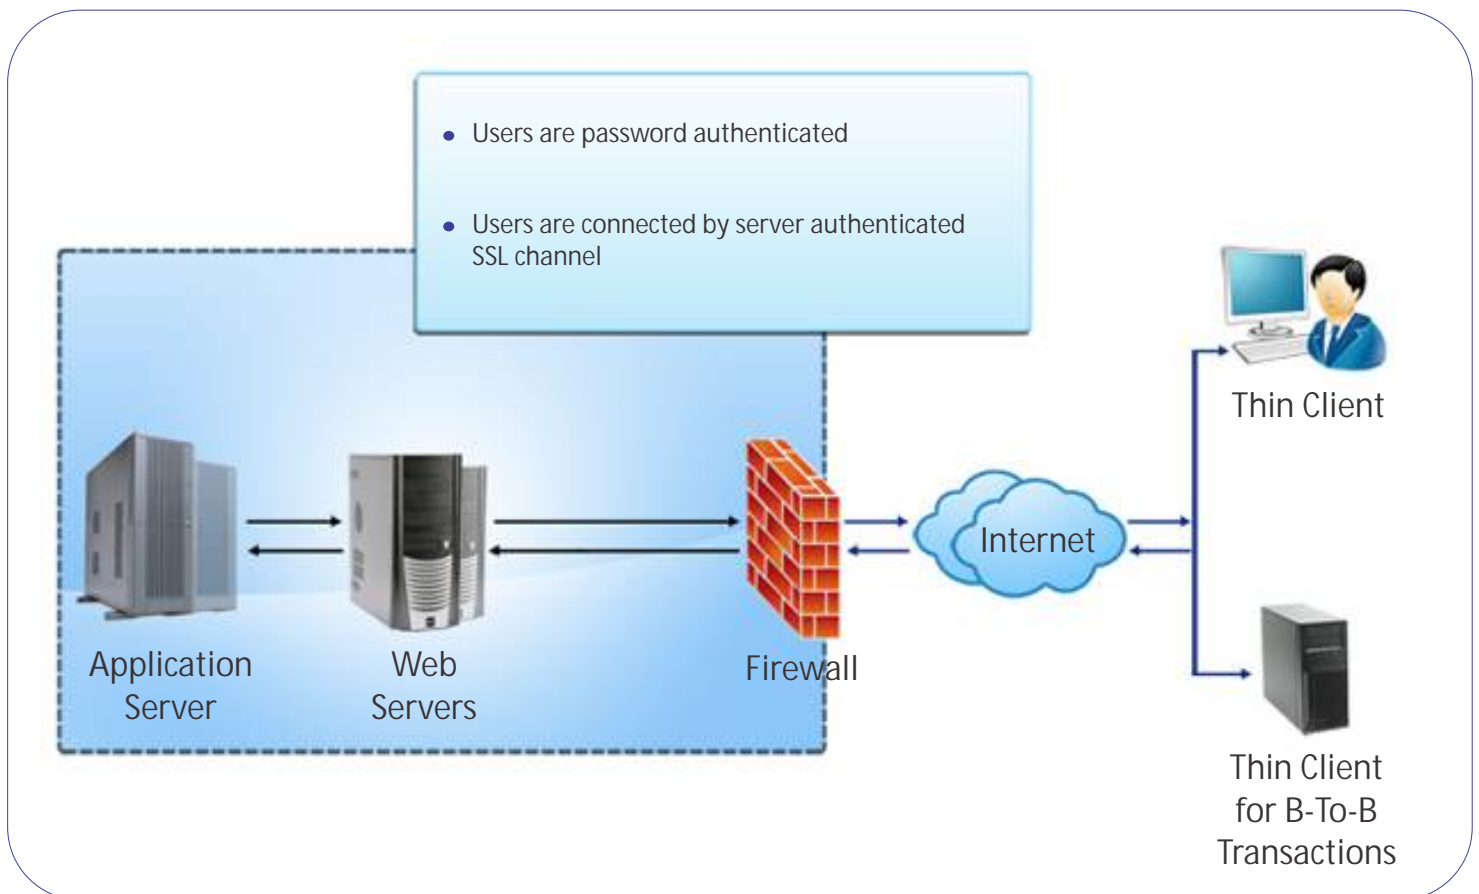 • Users are password authenticated
• Users are connected by server authenticated
SSL channel
Thin Client
Internet
Application
Server
Web
Servers
Firewall
Thin Client
for B-To-B
Transactions